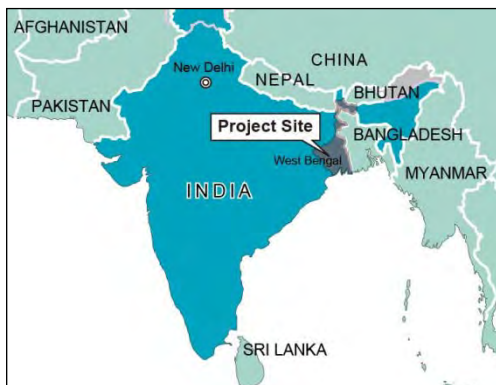 AFGHANISTAN
CHINA
New Delhi
NEPAL
BHUTAN
PAKISTAN
Project Site
BANGLADESH
West Bengal
MYANMAR
INDIA
SRI LANKA